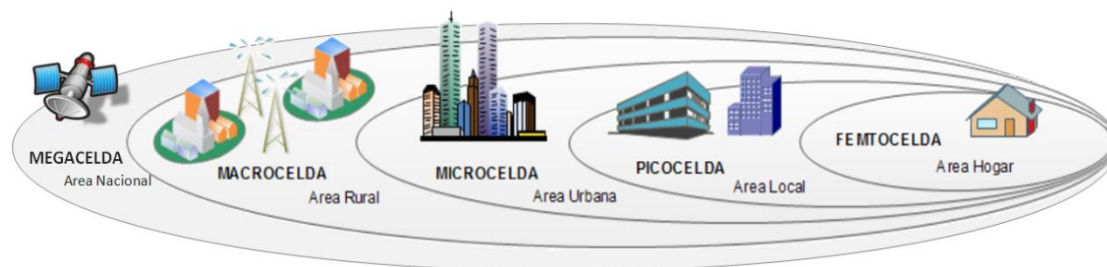 MEGACELDA
Area Nacional
MACROCELDA
Area Rural
MICROCELDA
Area Urbana
PICOCELDA
Area Local
FEMTOCELDA
Area Hogar